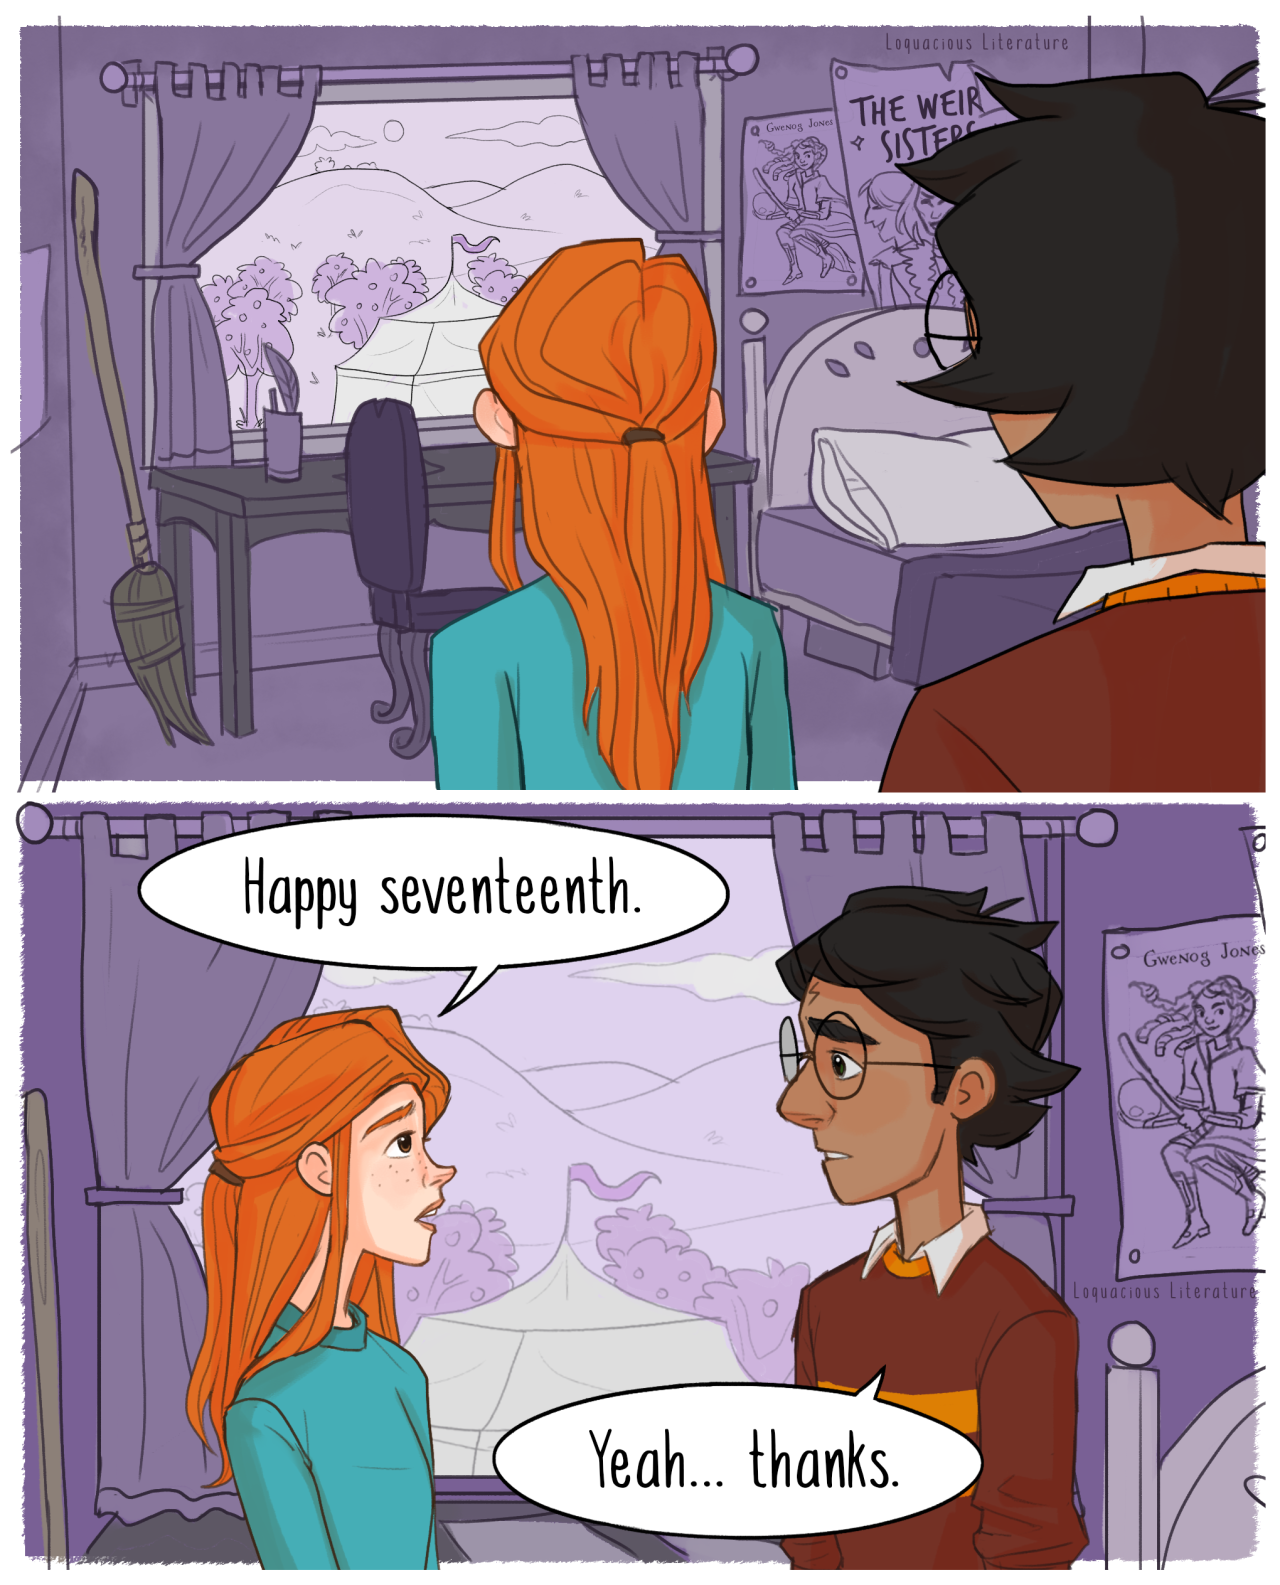 Loquacious Literature
THE WEIR
SISTERS
Gwenog Jones
Happy seventeenth.
Gwenog Jones
Loquacious Literature
Yeah... thanks.